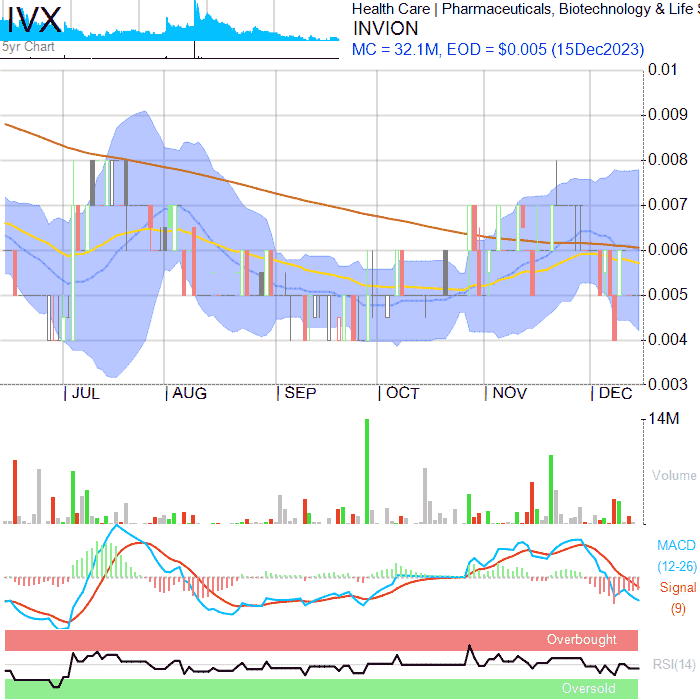 IVX
5yr Chart
Health Care | Pharmaceuticals, Biotechnology & Life S
INVION
MC = 32.1M, EOD = $0.005 (15Dec2023)
0.01
0.009
0.008
0.007
0.006
0.005
0.004
0.003
JUL AUG SEP OCT NOV DEC
14M
Volume
MACD
(12-26)
Signal
(9)
Overbought
RSI(14)
Oversold